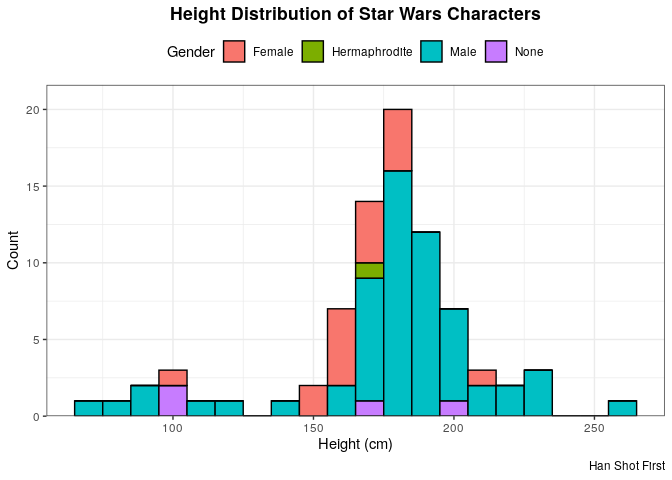 Height Distribution of Star Wars Characters
Gender Female Hermaphrodite Male None
20
15
10
5
0
Count
100 150 200 250
Height (cm)
Han Shot First